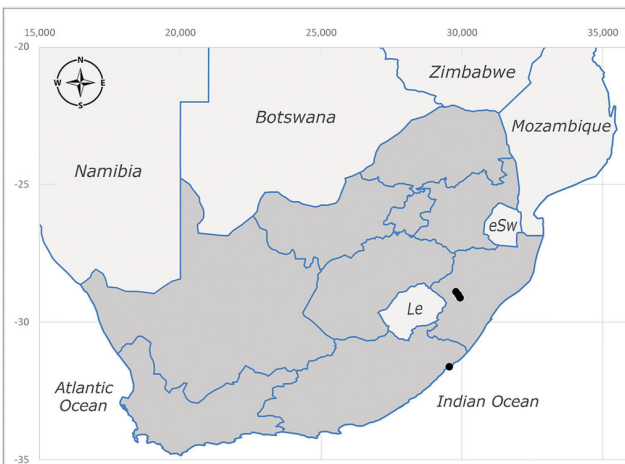 15,000 20,000 25,000 30,000 35,000
-20
N
W E
S
Zimbabwe
Botswana
Mozambique
Namibia
-25
eSw
Le
-30
Atlantic
Ocean
Indian Ocean
-35